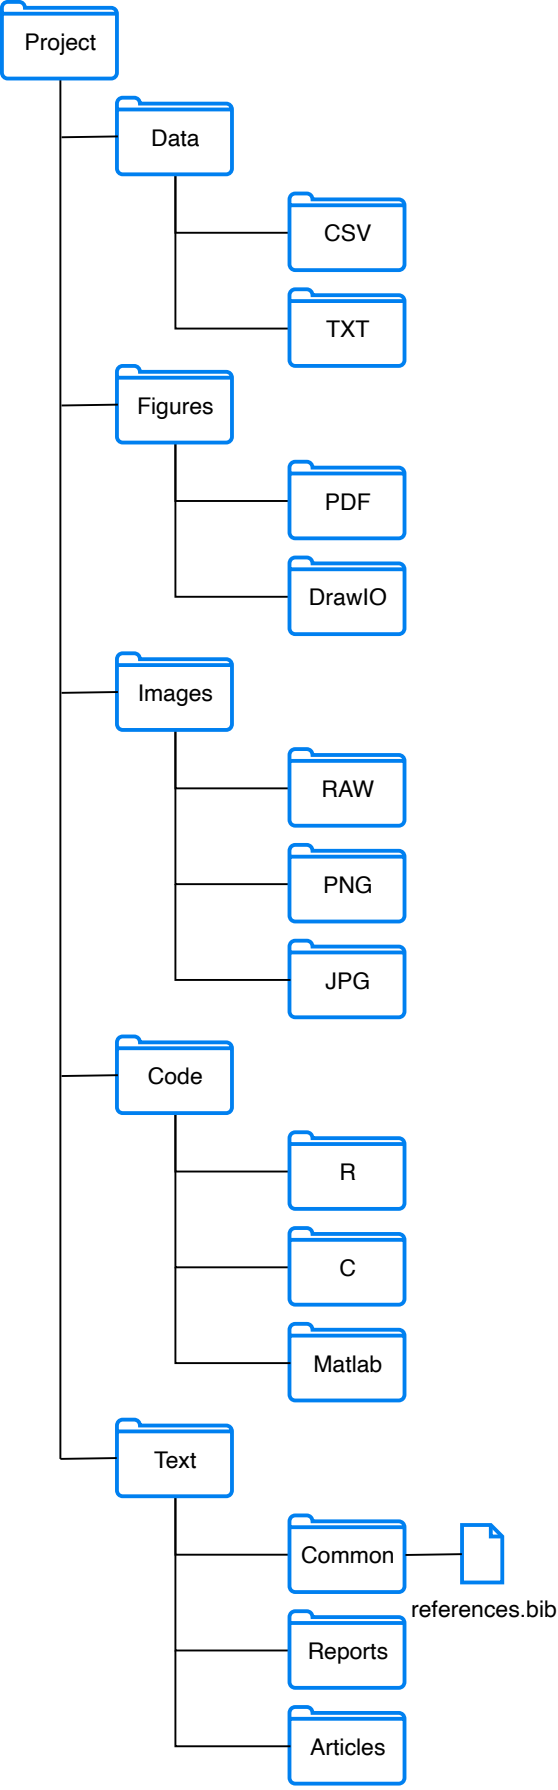 Project
Data
CSV
TXT
Figures
PDF
DrawIO
Images
RAW
PNG
JPG
Code
R
C
Matlab
Text
Common
references.bib
Reports
Articles